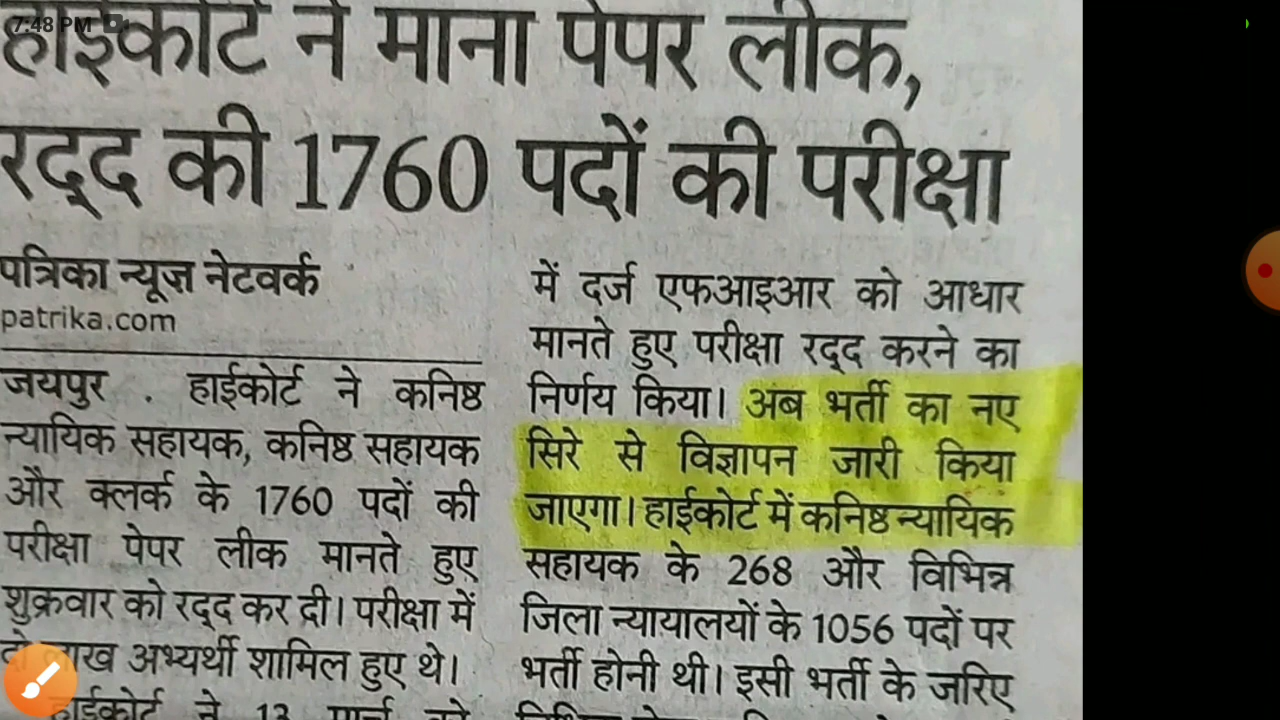 7:48 PM
हाईकोर्ट ने माना पेपर लीक,
रद्द की 1760 पदों की परीक्षा
पत्रिका न्यूज़ नेटवर्क
patrika.com
जयपुर . हाईकोर्ट ने कनिष्ठ
न्यायिक सहायक, कनिष्ठ सहायक
और क्लर्क के 1760 पदों की
परीक्षा पेपर लीक मानते हुए
शुक्रवार को रद्द कर दी। परीक्षा में
दो लाख अभ्यर्थी शामिल हुए थे।
हाईकोर्ट ने 13 मार्च को
में दर्ज एफआइआर को आधार
मानते हुए परीक्षा रद्द करने का
निर्णय किया। अब भर्ती का नए
सिरे से विज्ञापन जारी किया
जाएगा। हाईकोर्ट में कनिष्ठ न्यायिक
सहायक के 268 और विभिन्न
जिला न्यायालयों के 1056 पदों पर
भर्ती होनी थी। इसी भर्ती के जरिए